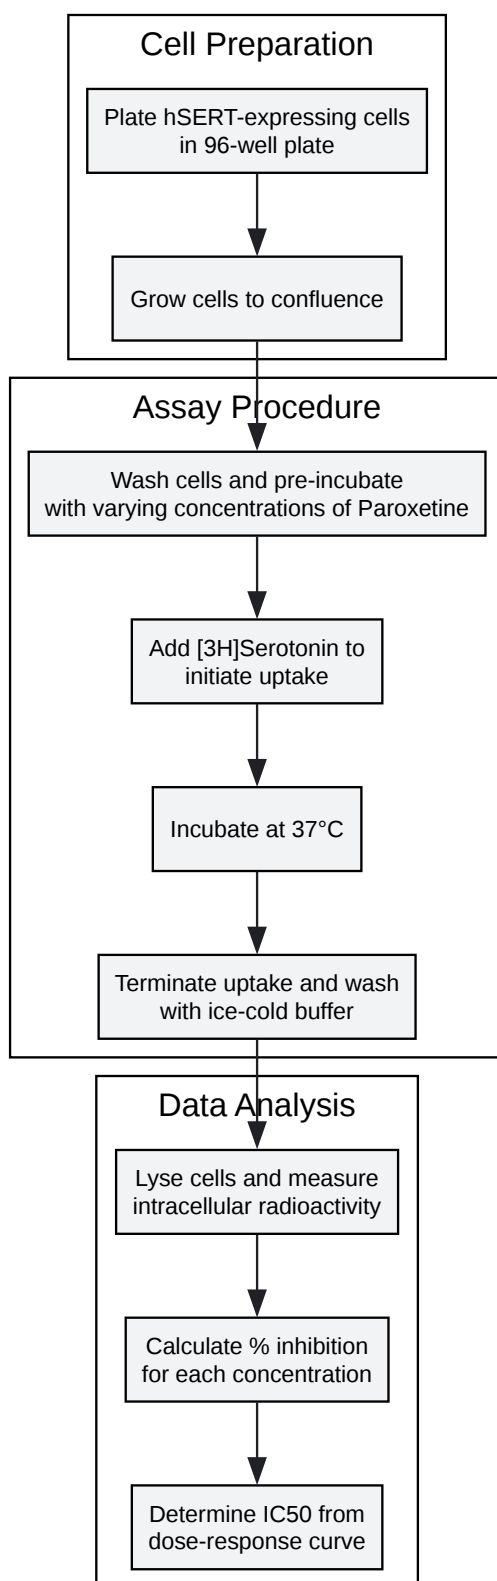 Cell Preparation
Plate hSERT-expressing cells
in 96-well plate
Grow cells to confluence
Assay Procedure
Wash cells and pre-incubate
with varying concentrations of Paroxetine
Add [3H]Serotonin to
initiate uptake
Incubate at 37°C
Terminate uptake and wash
with ice-cold buffer
Data Analysis
Lyse cells and measure
intracellular radioactivity
Calculate % inhibition
for each concentration
Determine IC50 from
dose-response curve